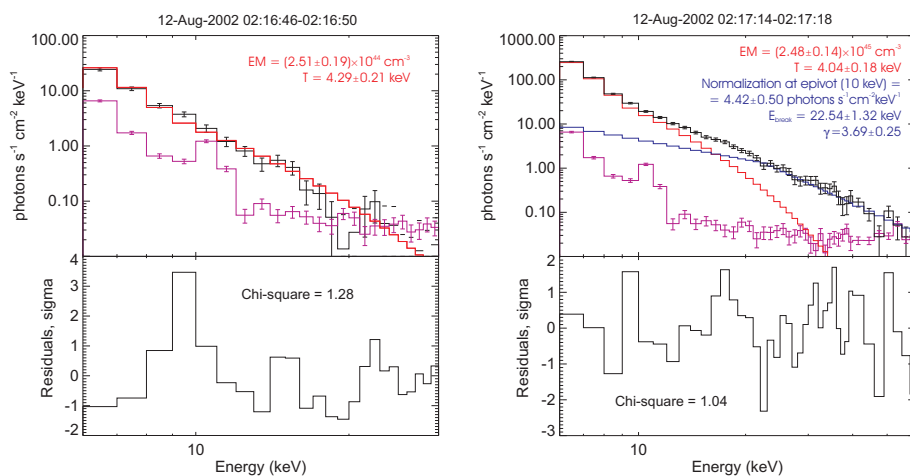 12-Aug-2002 02:16:46-02:16:50
100.00
10.00
1.00
0.10
photons s⁻¹ cm⁻² keV⁻¹
EM = (2.51±0.19)×10⁴⁴ cm⁻³
T = 4.29±0.21 keV
4
3
2
1
0
-1
-2
Residuals, sigma
Chi-square = 1.28
10
Energy (keV)
12-Aug-2002 02:17:14-02:17:18
1000.00
100.00
10.00
1.00
0.10
photons s⁻¹ cm⁻² keV⁻¹
EM = (2.48±0.14)×10⁴⁵ cm⁻³
T = 4.04±0.18 keV
Normalization at epivot (10 keV) =
= 4.42±0.50 photons s⁻¹cm⁻²keV⁻¹
E_break = 22.54±1.32 keV
γ=3.69±0.25
2
1
0
-1
-2
-3
Residuals, sigma
Chi-square = 1.04
10
Energy (keV)